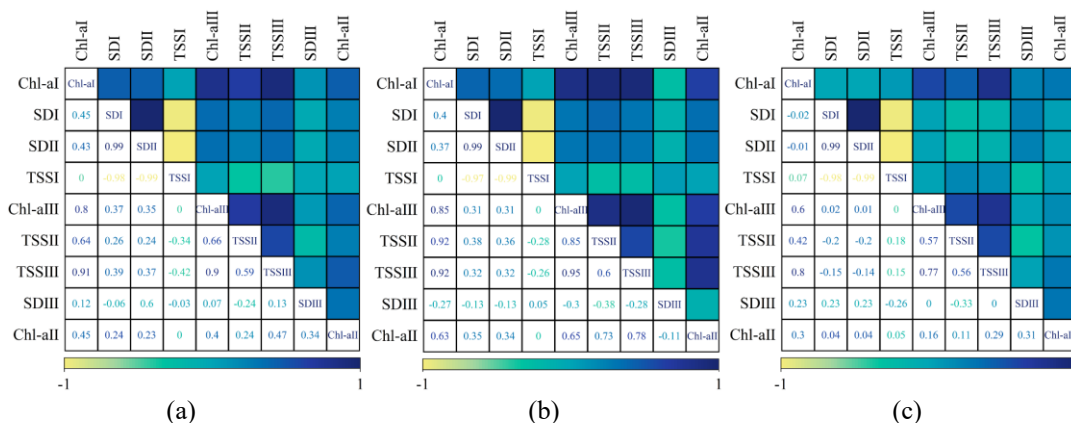 Chl-aI SDI SDII TSSI Chl-aIII TSSII TSSIII SDIII Chl-aII
Chl-aI Chl-aI
SDI 0.45 SDI
SDII 0.43 0.99 SDII
TSSI 0 -0.98 -0.99 TSSI
Chl-aIII 0.8 0.37 0.35 0 Chl-aIII
TSSII 0.64 0.26 0.24 -0.34 0.66 TSSII
TSSIII 0.91 0.39 0.37 -0.42 0.9 0.59 TSSIII
SDIII 0.12 -0.06 0.6 -0.03 0.07 -0.24 0.13 SDIII
Chl-aII 0.45 0.24 0.23 0 0.4 0.24 0.47 0.34 Chl-aII
-1 1
(a)
Chl-aI SDI SDII TSSI Chl-aIII TSSII TSSIII SDIII Chl-aII
Chl-aI Chl-aI
SDI 0.4 SDI
SDII 0.37 0.99 SDII
TSSI 0 -0.97 -0.99 TSSI
Chl-aIII 0.85 0.31 0.31 0 Chl-aIII
TSSII 0.92 0.38 0.36 -0.28 0.85 TSSII
TSSIII 0.92 0.32 0.32 -0.26 0.95 0.6 TSSIII
SDIII -0.27 -0.13 -0.13 0.05 -0.3 -0.38 -0.28 SDIII
Chl-aII 0.63 0.35 0.34 0 0.65 0.73 0.78 -0.11 Chl-aII
-1 1
(b)
Chl-aI SDI SDII TSSI Chl-aIII TSSII TSSIII SDIII Chl-aII
Chl-aI Chl-aI
SDI -0.02 SDI
SDII -0.01 0.99 SDII
TSSI 0.07 -0.98 -0.99 TSSI
Chl-aIII 0.6 0.02 0.01 0 Chl-aIII
TSSII 0.42 -0.2 -0.2 0.18 0.57 TSSII
TSSIII 0.8 -0.15 -0.14 0.15 0.77 0.56 TSSIII
SDIII 0.23 0.23 0.23 -0.26 0 -0.33 0 SDIII
Chl-aII 0.3 0.04 0.04 0.05 0.16 0.11 0.29 0.31 Chl-aII
-1 1
(c)